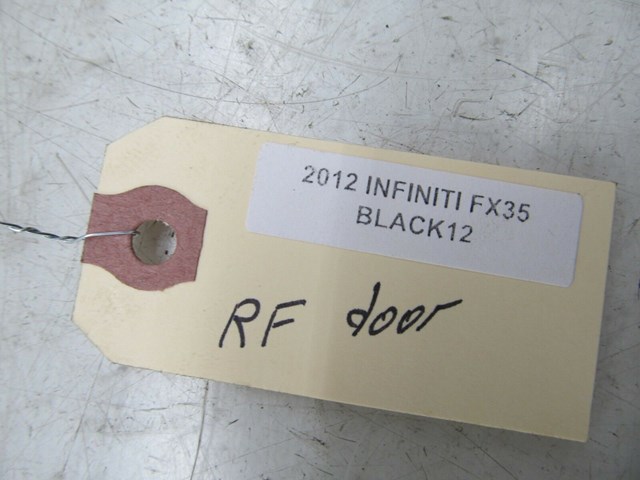 2012 INFINITI FX35
BLACK12
RF door